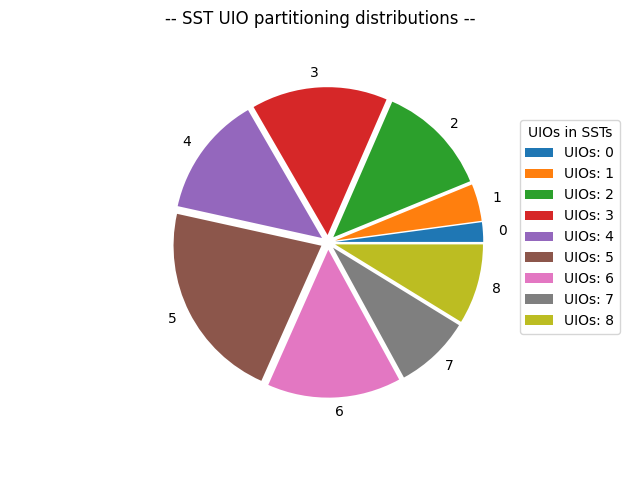 -- SST UIO partitioning distributions --
3
4
2
1
0
5
8
7
6
UIOs in SSTs
UIOs: 0
UIOs: 1
UIOs: 2
UIOs: 3
UIOs: 4
UIOs: 5
UIOs: 6
UIOs: 7
UIOs: 8